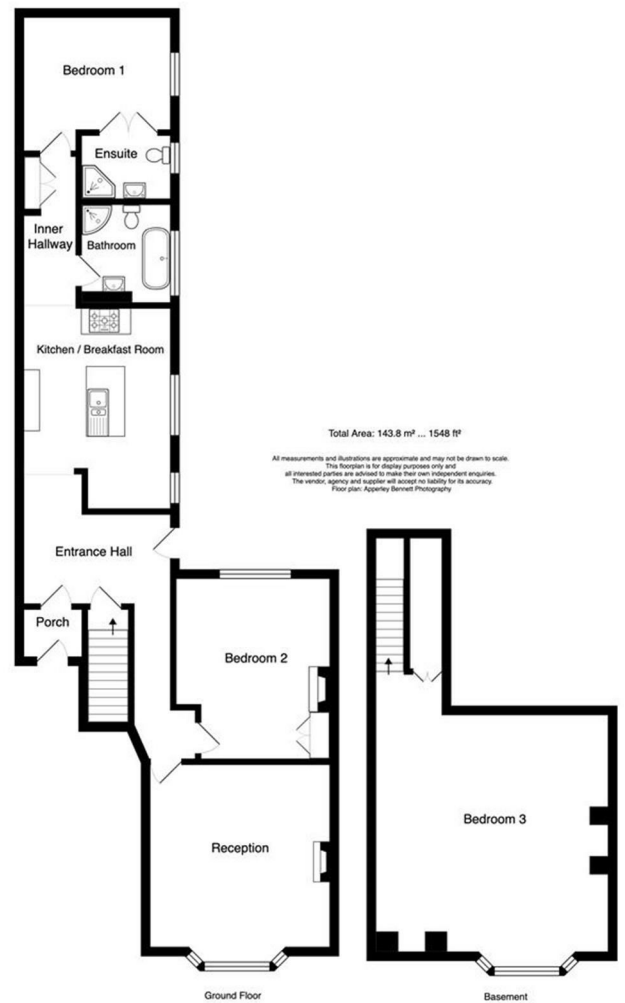 Bedroom 1
Ensuite
Inner
Hallway
Bathroom
Kitchen / Breakfast Room
Total Area: 143.8 m² ... 1548 ft²
All measurements and illustrations are approximate and may not be drawn to scale.
This floorplan is for display purposes only and
all interested parties are advised to make their own independent enquiries.
The vendor, agency and supplier will accept no liability for its accuracy.
Floor plan: Apperley Bennett Photography
Entrance Hall
Porch
Bedroom 2
Reception
Bedroom 3
Ground Floor
Basement